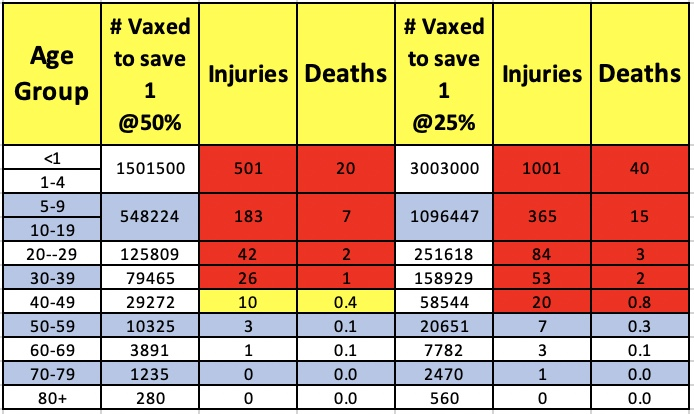 Age Group # Vaxed to save 1 @50% Injuries Deaths # Vaxed to save 1 @25% Injuries Deaths
<1 1501500 501 20 3003000 1001 40
1-4
5-9 548224 183 7 1096447 365 15
10-19
20--29 125809 42 2 251618 84 3
30-39 79465 26 1 158929 53 2
40-49 29272 10 0.4 58544 20 0.8
50-59 10325 3 0.1 20651 7 0.3
60-69 3891 1 0.1 7782 3 0.1
70-79 1235 0 0.0 2470 1 0.0
80+ 280 0 0.0 560 0 0.0